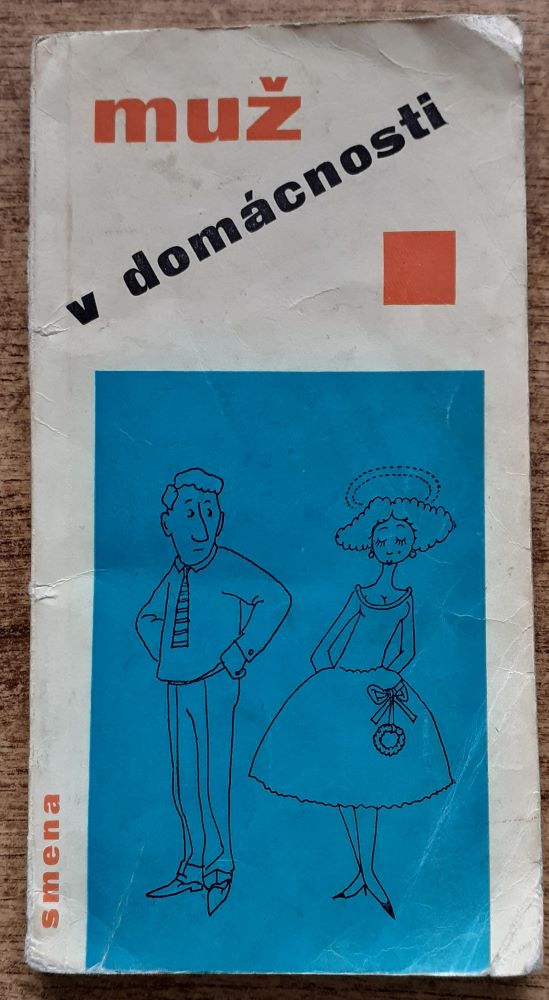 muž
v domácnosti
smena